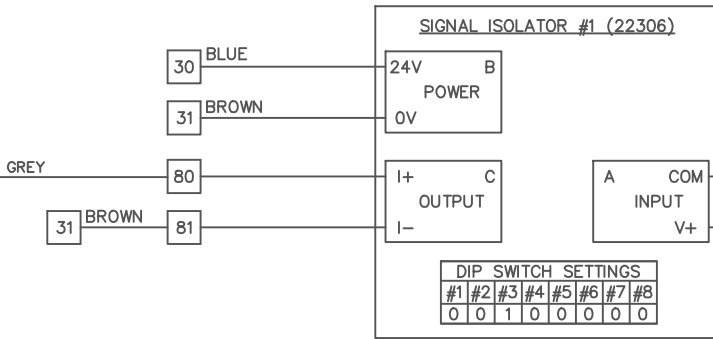 SIGNAL ISOLATOR #1 (22306)
30 BLUE 24V B
POWER
31 BROWN 0V
GREY 80 I+ C A COM
OUTPUT INPUT
31 BROWN 81 I- V+
DIP SWITCH SETTINGS
#1 #2 #3 #4 #5 #6 #7 #8
0 0 1 0 0 0 0 0